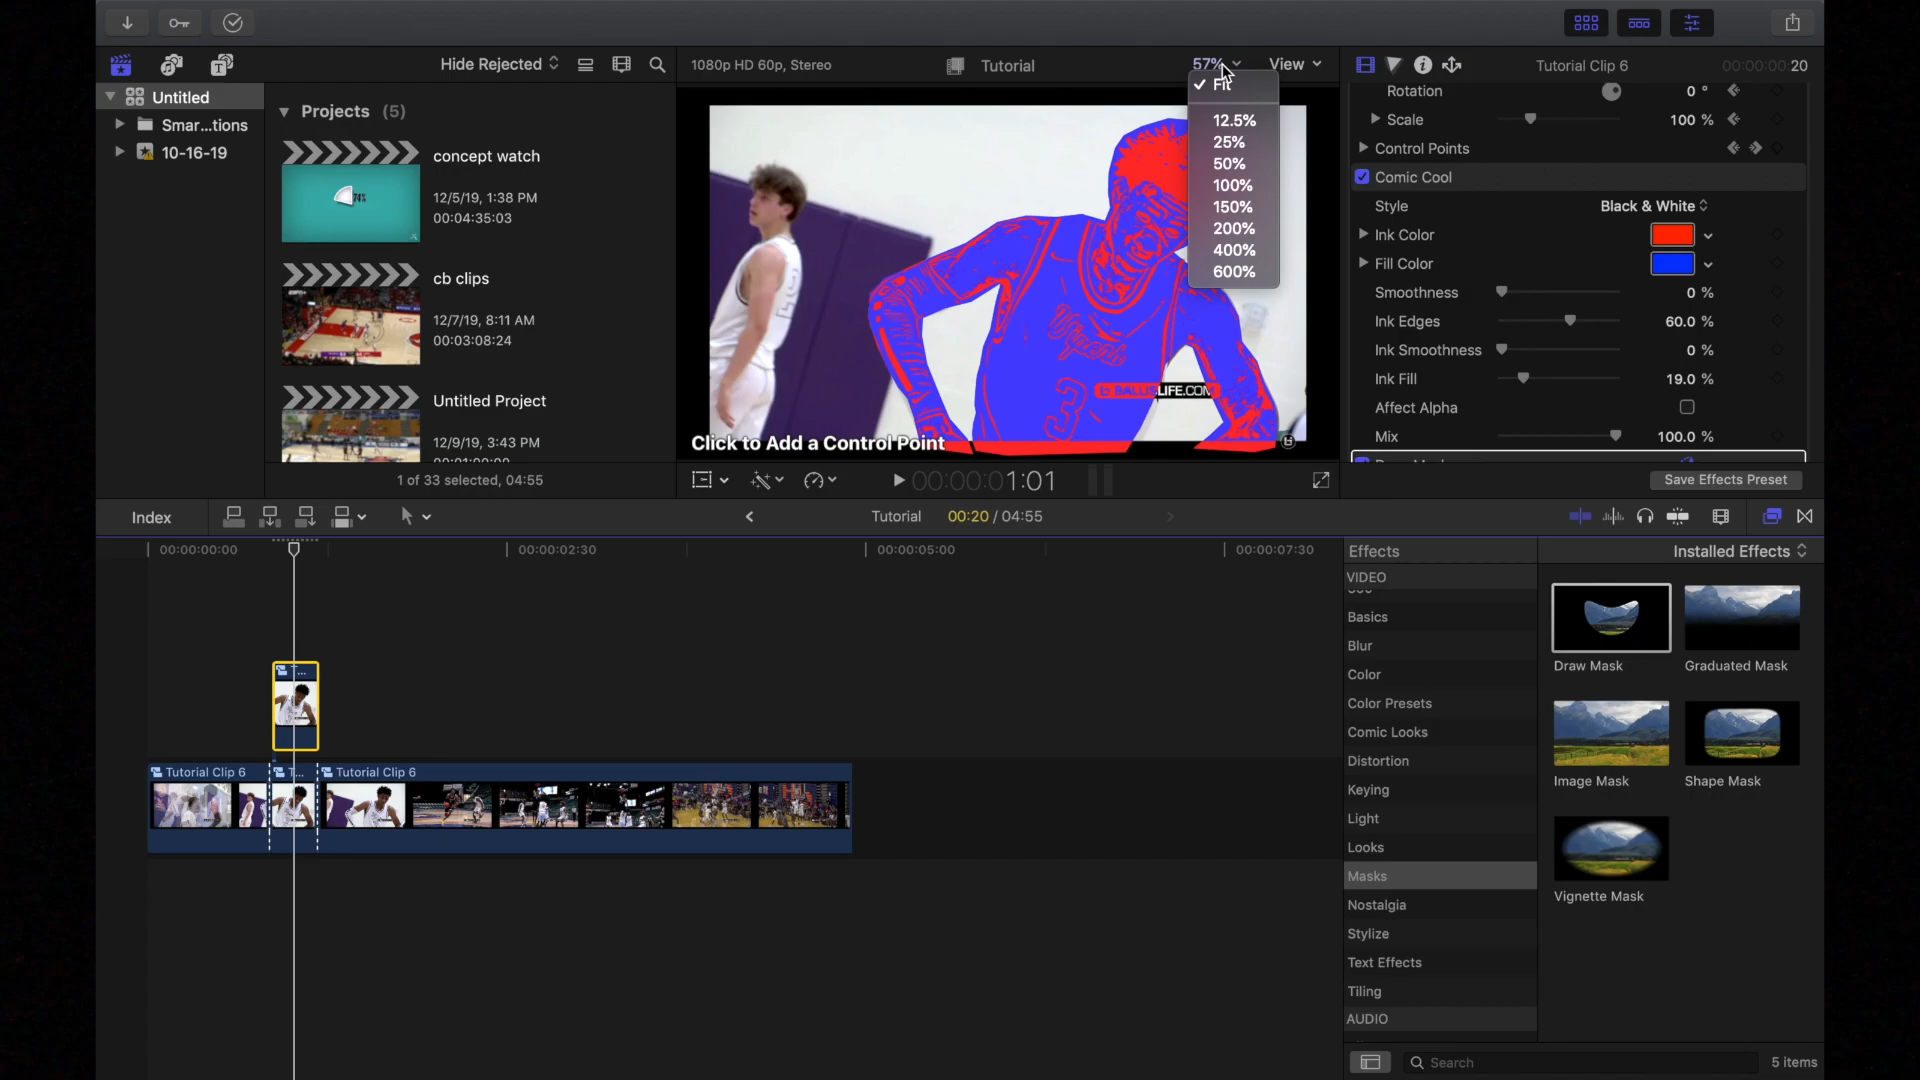 Hide Rejected
1080p HD 60p, Stereo
Tutorial
57%
View
Tutorial Clip 6
00:00:00:20
Untitled
Smar...tions
10-16-19
Projects (5)
concept watch
12/5/19, 1:38 PM
00:04:35:03
74%
cb clips
12/7/19, 8:11 AM
00:03:08:24
Untitled Project
12/9/19, 3:43 PM
1 of 33 selected, 04:55
Fit
12.5%
25%
50%
100%
150%
200%
400%
600%
3
BALLISLIFE.COM
Click to Add a Control Point
00:00:00:01:01
Rotation
0 °
Scale
100 %
Control Points
Comic Cool
Style
Black & White
Ink Color
Fill Color
Smoothness
0 %
Ink Edges
60.0 %
Ink Smoothness
0 %
Ink Fill
19.0 %
Affect Alpha
Mix
100.0 %
Save Effects Preset
Index
Tutorial
00:20 / 04:55
00:00:00:00
00:00:02:30
00:00:05:00
00:00:07:30
T...
Tutorial Clip 6
T...
Tutorial Clip 6
Effects
Installed Effects
VIDEO
Basics
Blur
Color
Color Presets
Comic Looks
Distortion
Keying
Light
Looks
Masks
Nostalgia
Stylize
Text Effects
Tiling
AUDIO
Draw Mask
Graduated Mask
Image Mask
Shape Mask
Vignette Mask
Search
5 items